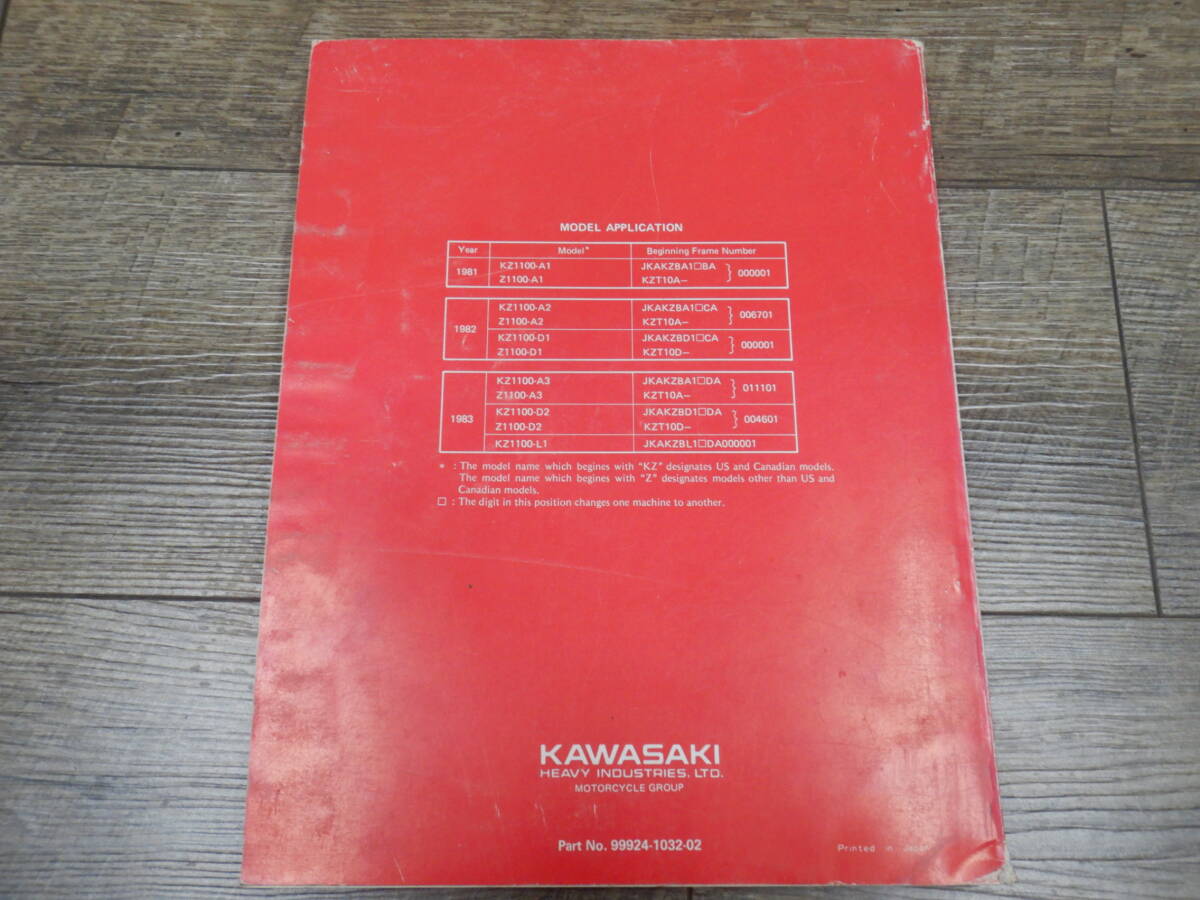 MODEL APPLICATION
Year Model* Beginning Frame Number
1981 KZ1100-A1 JKAKZBA1□BA } 000001
Z1100-A1 KZT10A–
1982 KZ1100-A2 JKAKZBA1□CA } 006701
Z1100-A2 KZT10A–
KZ1100-D1 JKAKZBD1□CA } 000001
Z1100-D1 KZT10D–
1983 KZ1100-A3 JKAKZBA1□DA } 011101
Z1100-A3 KZT10A–
KZ1100-D2 JKAKZBD1□DA } 004601
Z1100-D2 KZT10D–
KZ1100-L1 JKAKZBL1□DA000001
* : The model name which begines with "KZ" designates US and Canadian models.
The model name which begines with "Z" designates models other than US and
Canadian models.
□ : The digit in this position changes one machine to another.
KAWASAKI
HEAVY INDUSTRIES, LTD.
MOTORCYCLE GROUP
Part No. 99924-1032-02
Printed in Japan